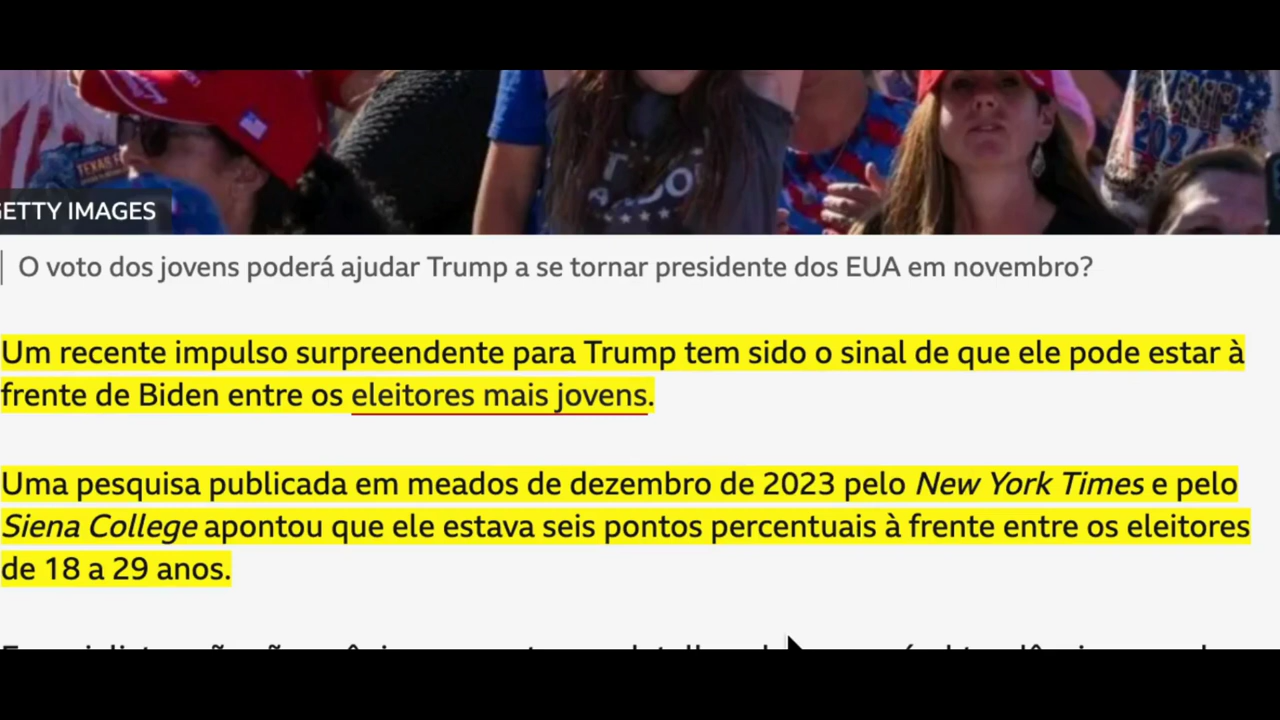 TEXAS
2024
GETTY IMAGES
O voto dos jovens poderá ajudar Trump a se tornar presidente dos EUA em novembro?
Um recente impulso surpreendente para Trump tem sido o sinal de que ele pode estar à
frente de Biden entre os eleitores mais jovens.
Uma pesquisa publicada em meados de dezembro de 2023 pelo New York Times e pelo
Siena College apontou que ele estava seis pontos percentuais à frente entre os eleitores
de 18 a 29 anos.